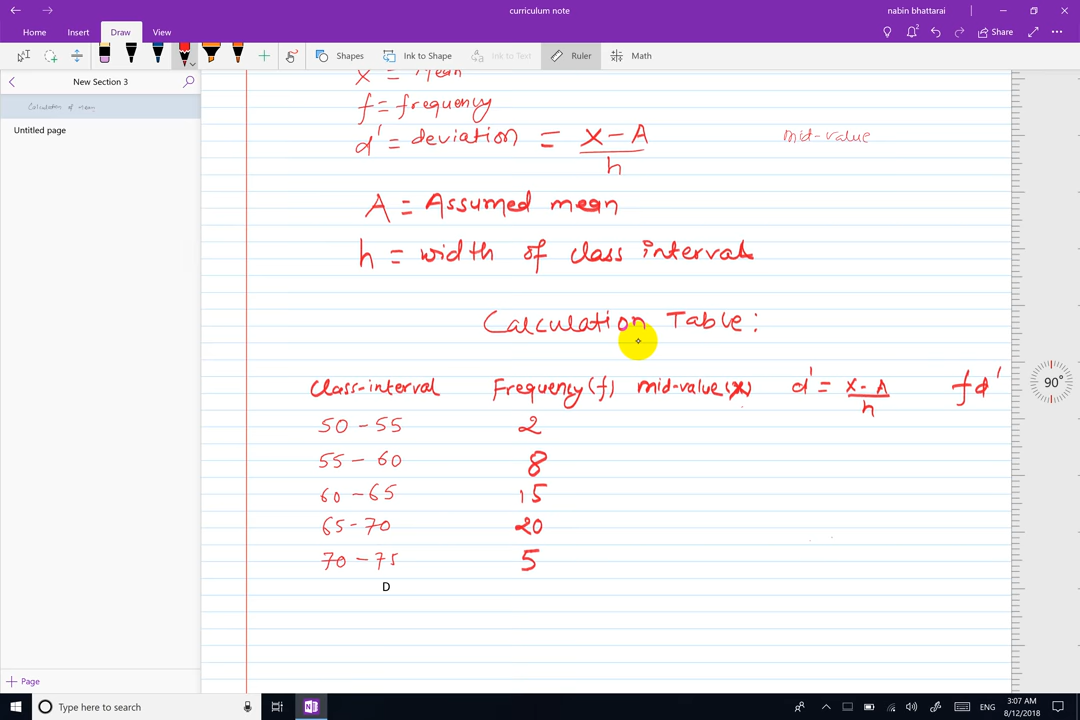 curriculum note
nabin bhattarai
Home Insert Draw View
Share
Shapes Ink to Shape Ink to Text Ruler Math
New Section 3
Calculation of mean
Untitled page
x = Mean
f = frequency
d' = deviation = x - A / h
mid-value
A = Assumed mean
h = width of class interval
Calculation Table:
Class-interval Frequency (f) mid-value (x) d' = x - A / h fd'
50 - 55 2
55 - 60 8
60 - 65 15
65 - 70 20
70 - 75 5
D
90°
+ Page
Type here to search
ENG
3:07 AM
8/12/2018